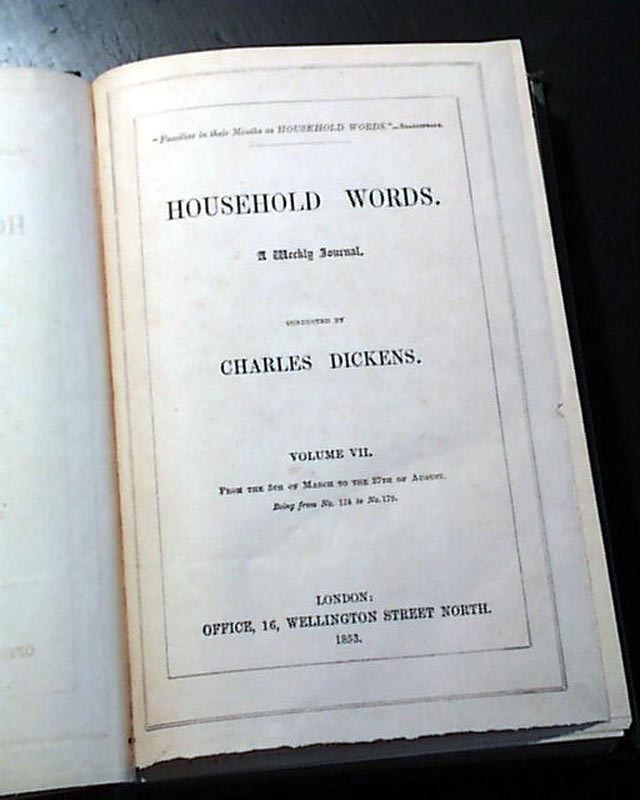 "Familiar in their Mouths as HOUSEHOLD WORDS."—SHAKESPEARE.
HOUSEHOLD WORDS.
A Weekly Journal.
CONDUCTED BY
CHARLES DICKENS.
VOLUME VII.
FROM THE 5TH OF MARCH TO THE 27TH OF AUGUST.
Being from No. 154 to No. 179.
LONDON:
OFFICE, 16, WELLINGTON STREET NORTH.
1853.